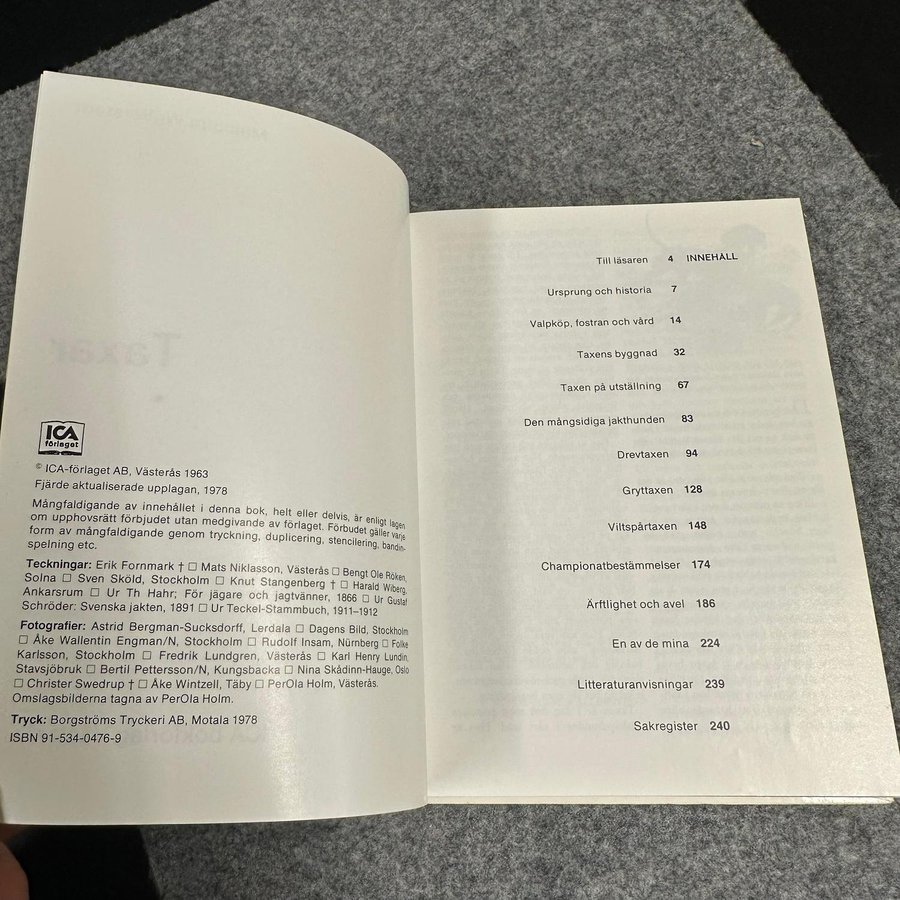 Taxar
ICA
förlaget
© ICA-förlaget AB, Västerås 1963
Fjärde aktualiserade upplagan, 1978
Mångfaldigande av innehållet i denna bok, helt eller delvis, är enligt lagen
om upphovsrätt förbjudet utan medgivande av förlaget. Förbudet gäller varje
form av mångfaldigande genom tryckning, duplicering, stencilering, bandin-
spelning etc.
Teckningar: Erik Fornmark † □ Mats Niklasson, Västerås □ Bengt Ole Röken,
Solna □ Sven Sköld, Stockholm □ Knut Stangenberg † □ Harald Wiberg,
Ankarsrum □ Ur Th Hahr; För jägare och jagtvänner, 1866 □ Ur Gustaf
Schröder: Svenska jakten, 1891 □ Ur Teckel-Stammbuch, 1911–1912
Fotografier: Astrid Bergman-Sucksdorff, Lerdala □ Dagens Bild, Stockholm
□ Åke Wallentin Engman/N, Stockholm □ Rudolf Insam, Nürnberg □ Folke
Karlsson, Stockholm □ Fredrik Lundgren, Västerås □ Karl Henry Lundin,
Stavsjöbruk □ Bertil Pettersson/N, Kungsbacka □ Nina Skådinn-Hauge, Oslo
□ Christer Swedrup † □ Åke Wintzell, Täby □ PerOla Holm, Västerås.
Omslagsbilderna tagna av PerOla Holm.
Tryck: Borgströms Tryckeri AB, Motala 1978
ISBN 91-534-0476-9
Till läsaren 4 INNEHÅLL
Ursprung och historia 7
Valpköp, fostran och vård 14
Taxens byggnad 32
Taxen på utställning 67
Den mångsidiga jakthunden 83
Drevtaxen 94
Gryttaxen 128
Viltspårtaxen 148
Championatbestämmelser 174
Ärftlighet och avel 186
En av de mina 224
Litteraturanvisningar 239
Sakregister 240